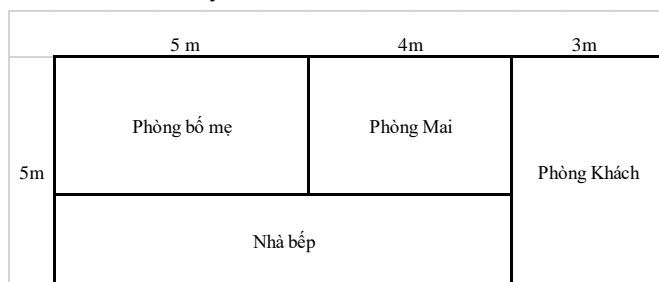 5 m 4m 3m
Phòng bố mẹ Phòng Mai
5m Phòng Khách
Nhà bếp